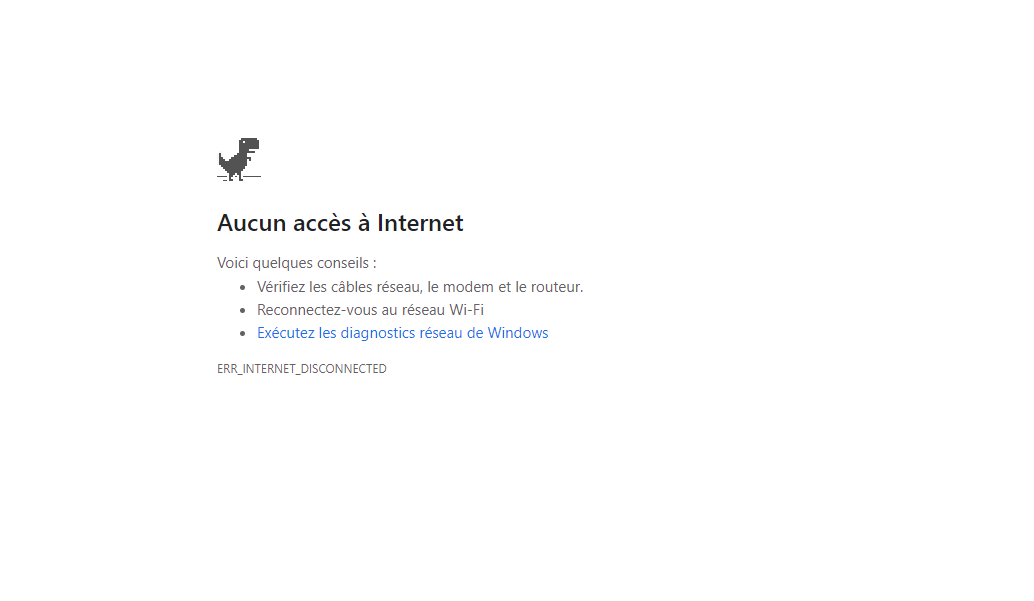 Aucun accès à Internet
Voici quelques conseils :
Vérifiez les câbles réseau, le modem et le routeur.
Reconnectez-vous au réseau Wi-Fi
Exécutez les diagnostics réseau de Windows
ERR_INTERNET_DISCONNECTED